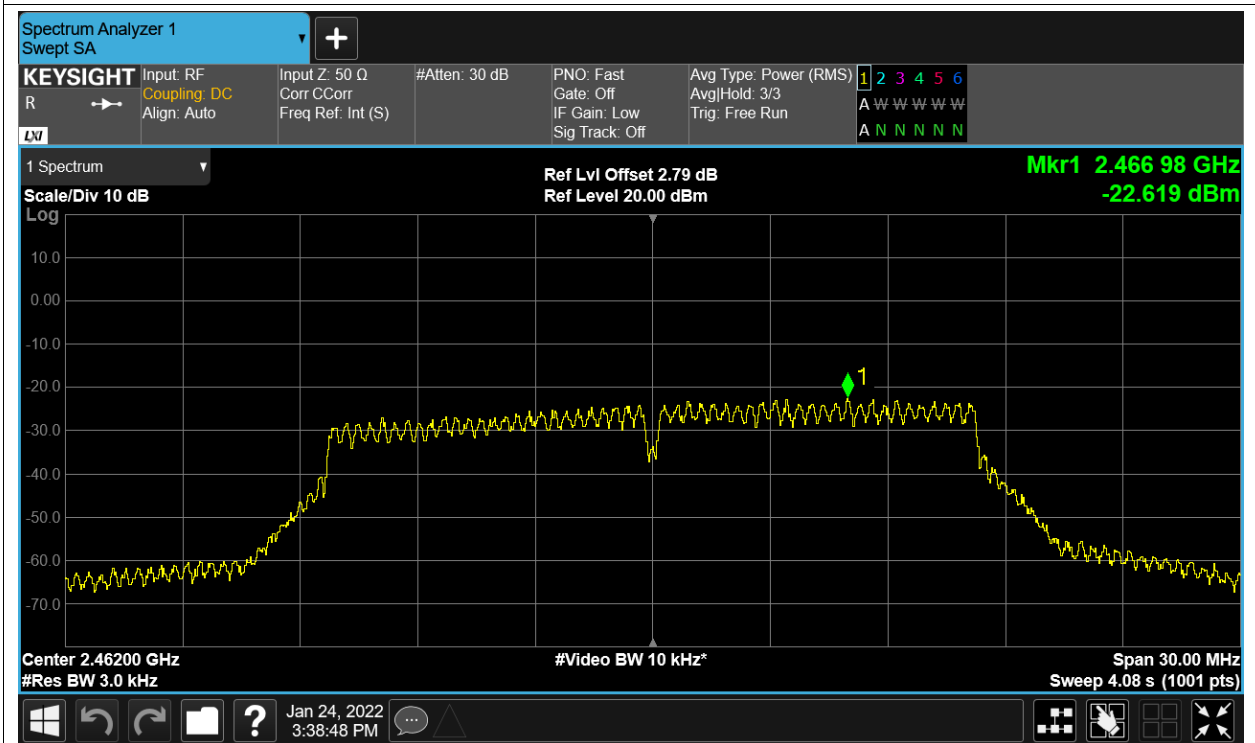 Spectrum Analyzer 1
Swept SA
KEYSIGHT
R
LXI
Input: RF
Coupling: DC
Align: Auto
Input Z: 50 Ω
Corr CCorr
Freq Ref: Int (S)
#Atten: 30 dB
PNO: Fast
Gate: Off
IF Gain: Low
Sig Track: Off
Avg Type: Power (RMS)
Avg|Hold: 3/3
Trig: Free Run
1 2 3 4 5 6
A W W W W W
A N N N N N
1 Spectrum
Scale/Div 10 dB
Log
Ref Lvl Offset 2.79 dB
Ref Level 20.00 dBm
Mkr1 2.466 98 GHz
-22.619 dBm
10.0
0.00
-10.0
-20.0
-30.0
-40.0
-50.0
-60.0
-70.0
1
Center 2.46200 GHz
#Res BW 3.0 kHz
#Video BW 10 kHz*
Span 30.00 MHz
Sweep 4.08 s (1001 pts)
?
Jan 24, 2022
3:38:48 PM